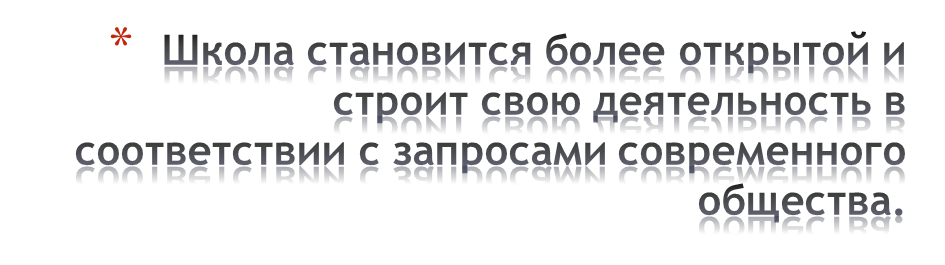 * Школа становится более открытой и
строит свою деятельность в
соответствии с запросами современного
общества.